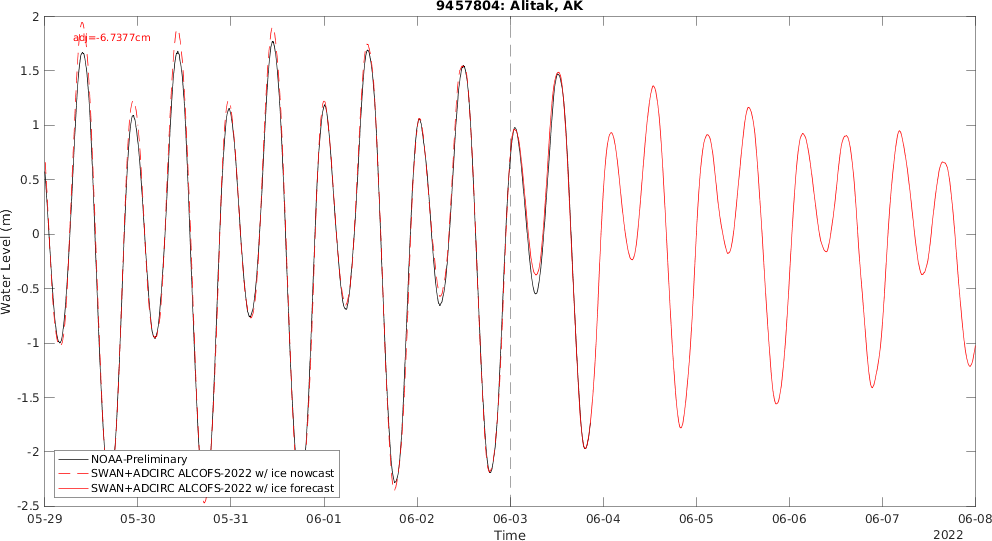 9457804: Alitak, AK
adj=-6.7377cm
Water Level (m)
2
1.5
1
0.5
0
-0.5
-1
-1.5
-2
-2.5
NOAA-Preliminary
SWAN+ADCIRC ALCOFS-2022 w/ ice nowcast
SWAN+ADCIRC ALCOFS-2022 w/ ice forecast
05-29 05-30 05-31 06-01 06-02 06-03 06-04 06-05 06-06 06-07 06-08
Time
2022